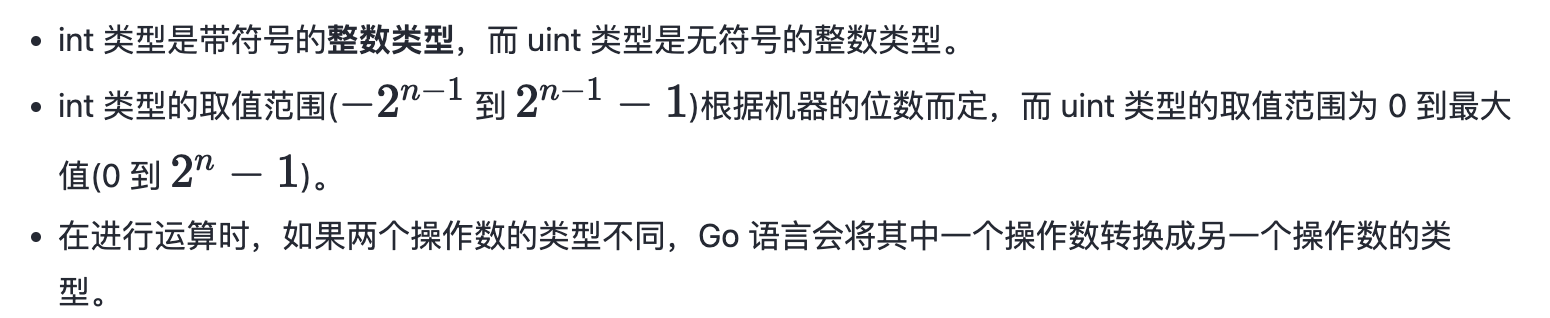 • int 类型是带符号的整数类型，而 uint 类型是无符号的整数类型。
• int 类型的取值范围(−2ⁿ⁻¹ 到 2ⁿ⁻¹ − 1)根据机器的位数而定，而 uint 类型的取值范围为 0 到最大
值(0 到 2ⁿ − 1)。
• 在进行运算时，如果两个操作数的类型不同，Go 语言会将其中一个操作数转换成另一个操作数的类
型。